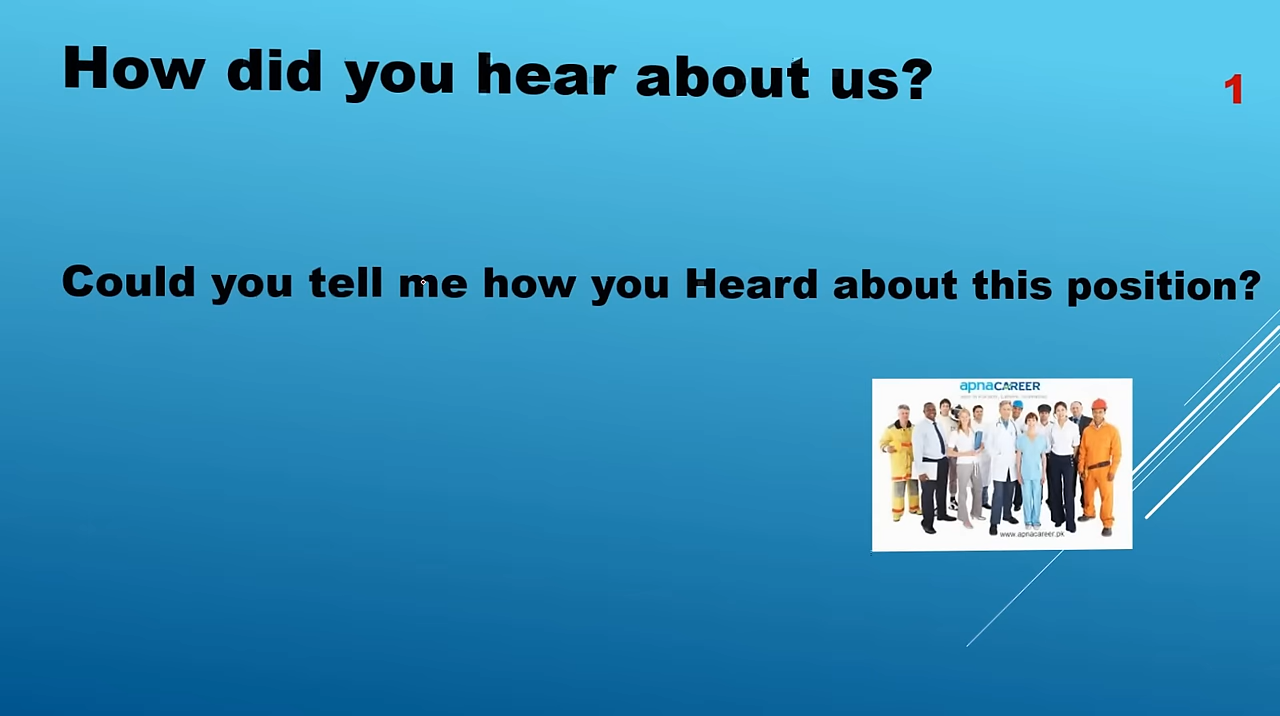 How did you hear about us?
1
Could you tell me how you Heard about this position?
apnaCAREER
www.apnacareer.pk